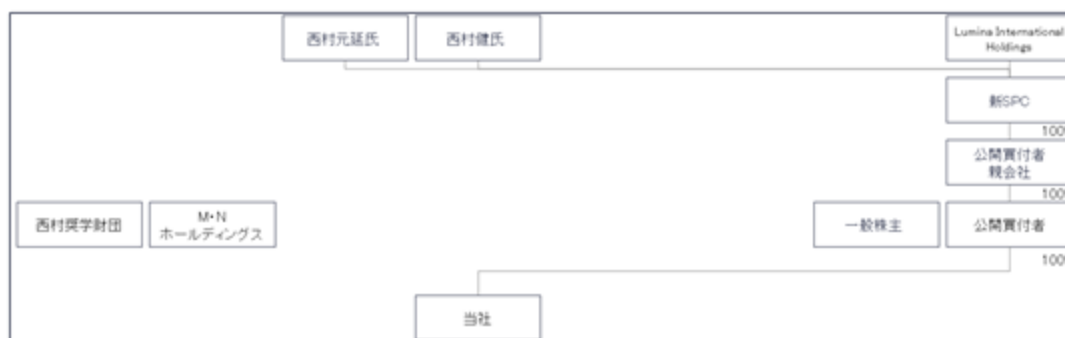 西村元延氏
西村健氏
Lumina International
Holdings
新SPC
100
公開買付者
親会社
100
西村奨学財団
M・N
ホールディングス
一般株主
公開買付者
100
当社